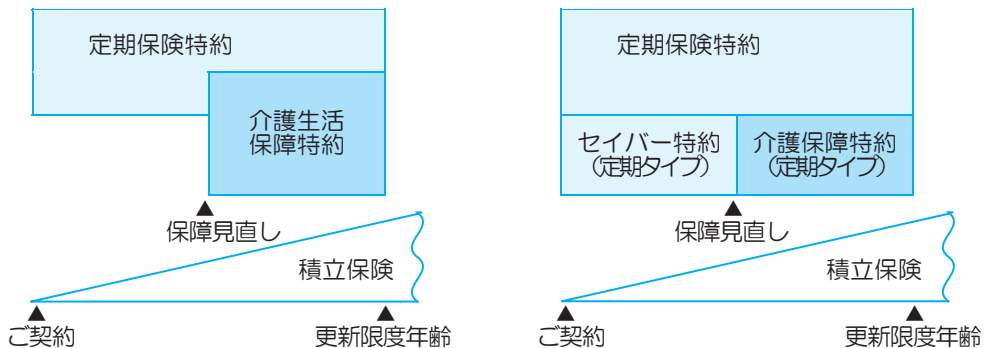 定期保険特約
介護生活
保障特約
▲
保障見直し
積立保険
▲
ご契約
▲
更新限度年齢
定期保険特約
セイバー特約
（定期タイプ）
介護保障特約
（定期タイプ）
▲
保障見直し
積立保険
▲
ご契約
▲
更新限度年齢